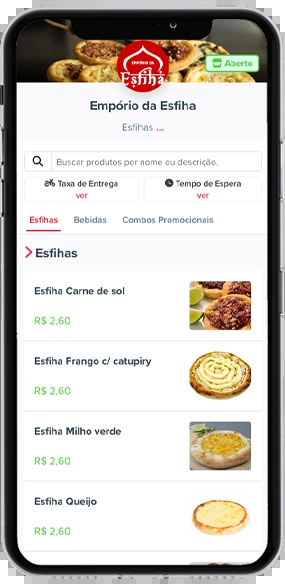 EMPÓRIO DA
Esfiha
Aberto
Empório da Esfiha
Esfihas ...
Buscar produtos por nome ou descrição.
Taxa de Entrega
ver
Tempo de Espera
ver
Esfihas
Bebidas
Combos Promocionais
Esfihas
Esfiha Carne de sol
R$ 2,60
Esfiha Frango c/ catupiry
R$ 2,60
Esfiha Milho verde
R$ 2,60
Esfiha Queijo
R$ 2,60